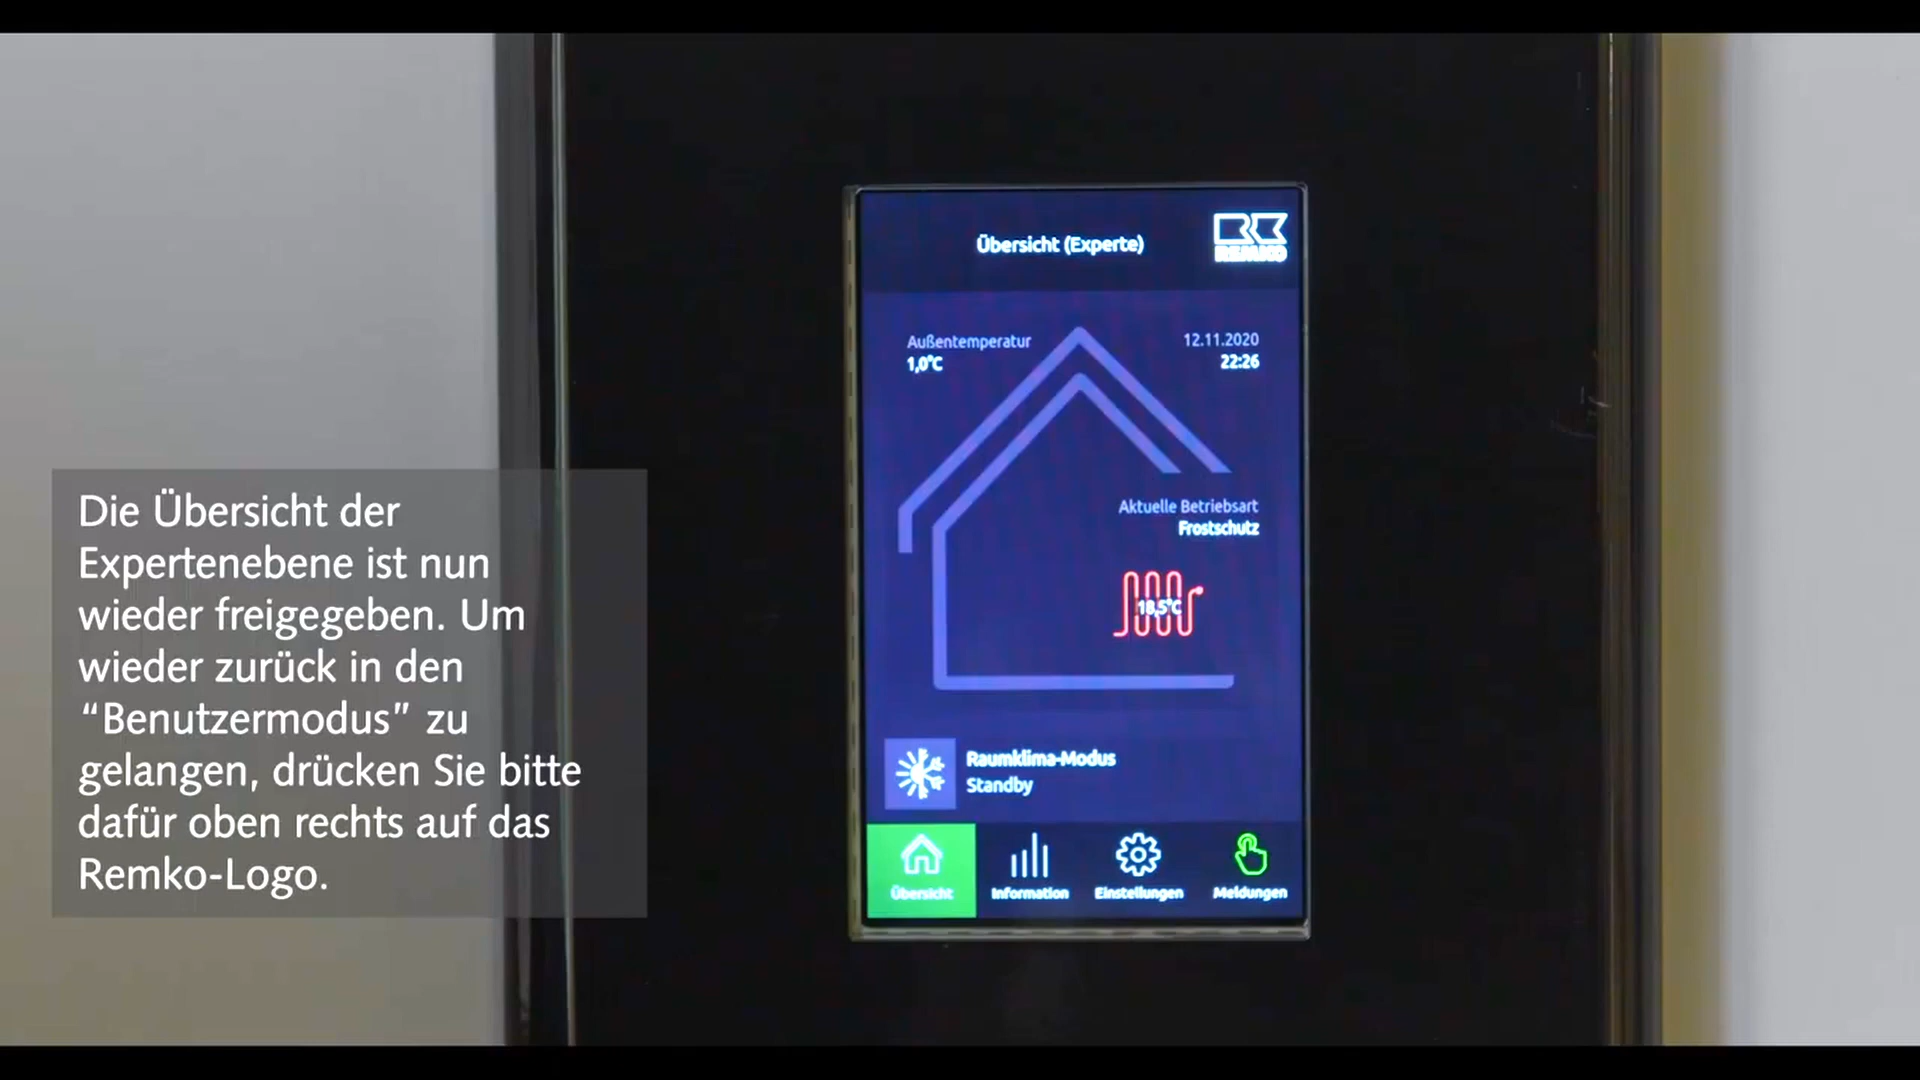 Die Übersicht der
Expertenebene ist nun
wieder freigegeben. Um
wieder zurück in den
“Benutzermodus” zu
gelangen, drücken Sie bitte
dafür oben rechts auf das
Remko-Logo.
Übersicht (Experte)
REMKO
Außentemperatur
1,0°C
12.11.2020
22:26
Aktuelle Betriebsart
Frostschutz
18,5°C
Raumklima-Modus
Standby
Übersicht
Information
Einstellungen
Meldungen